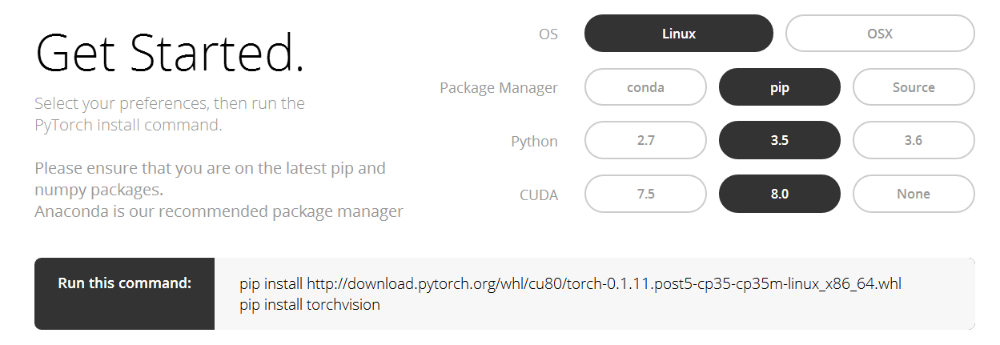 Get Started.
Select your preferences, then run the
PyTorch install command.
Please ensure that you are on the latest pip and
numpy packages.
Anaconda is our recommended package manager
OS Linux OSX
Package Manager conda pip Source
Python 2.7 3.5 3.6
CUDA 7.5 8.0 None
Run this command: pip install http://download.pytorch.org/whl/cu80/torch-0.1.11.post5-cp35-cp35m-linux_x86_64.whl
pip install torchvision